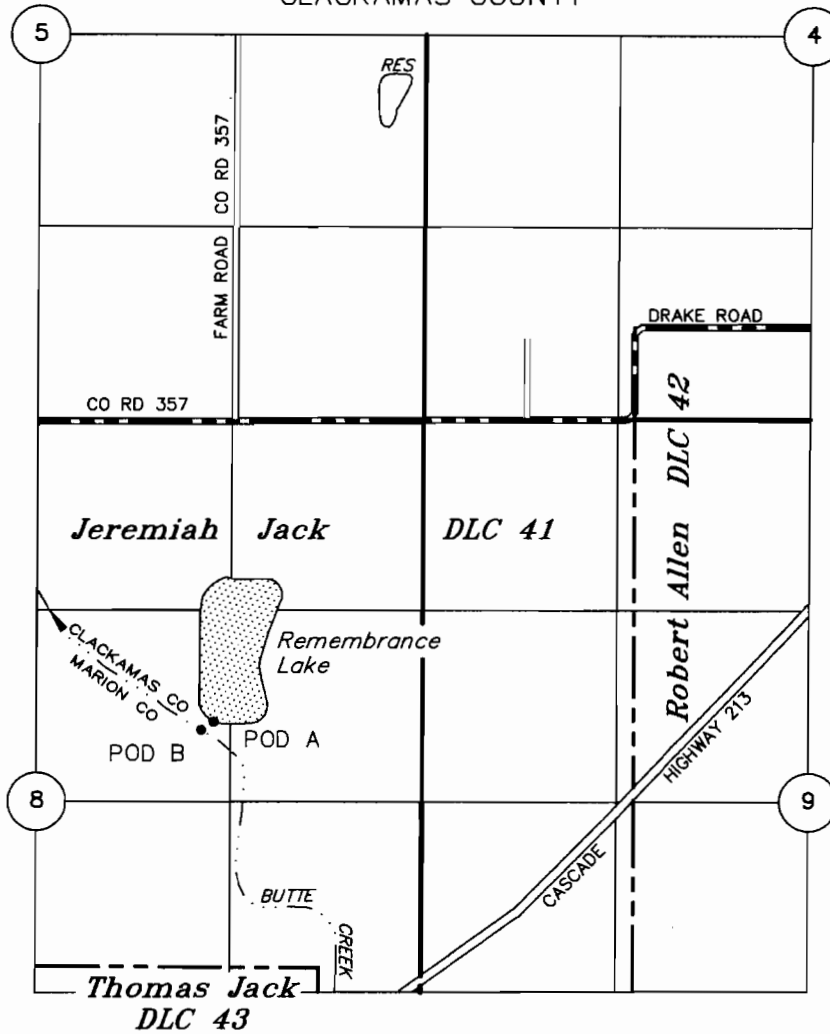 CLACKAMAS COUNTY
5
4
RES
FARM ROAD CO RD 357
DRAKE ROAD
CO RD 357
Jeremiah Jack DLC 41
Robert Allen DLC 42
Remembrance
Lake
CLACKAMAS CO
MARION CO
POD A
POD B
HIGHWAY 213
8
9
CASCADE
BUTTE
CREEK
Thomas Jack
DLC 43